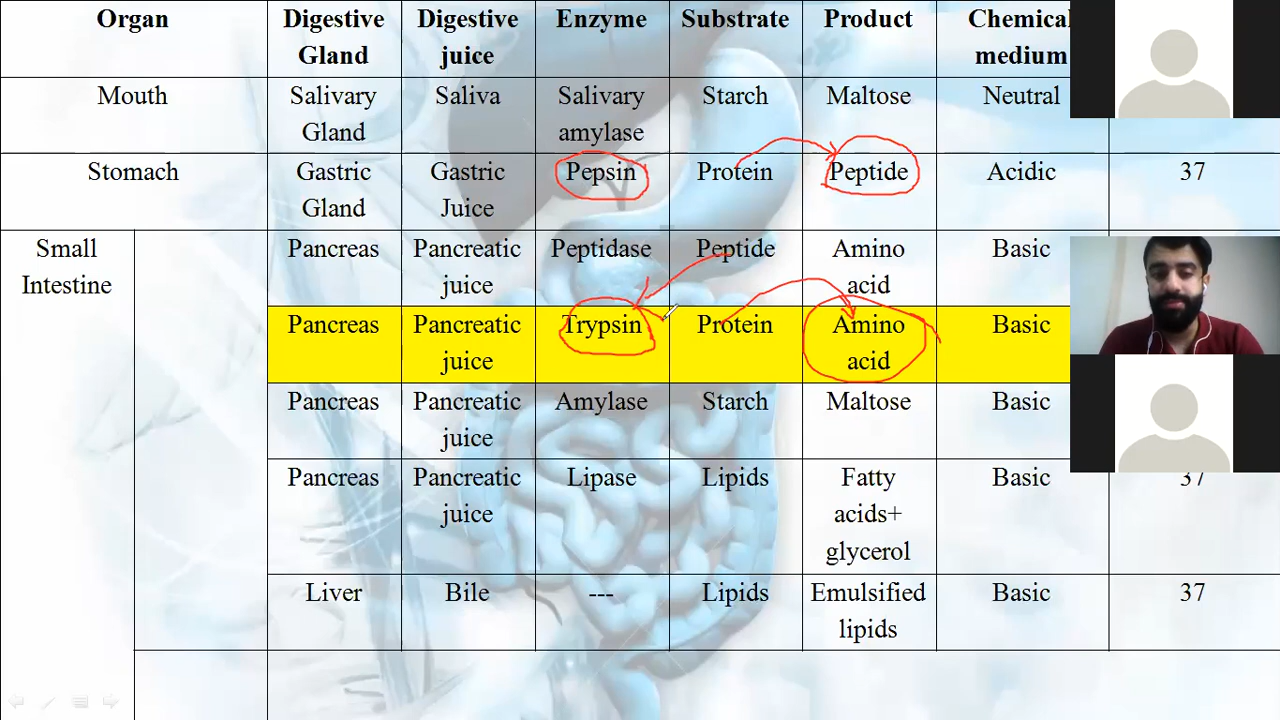 Organ Digestive Gland Digestive juice Enzyme Substrate Product Chemical medium
Mouth Salivary Gland Saliva Salivary amylase Starch Maltose Neutral
Stomach Gastric Gland Gastric Juice Pepsin Protein Peptide Acidic 37
Small Intestine Pancreas Pancreatic juice Peptidase Peptide Amino acid Basic
Pancreas Pancreatic juice Trypsin Protein Amino acid Basic
Pancreas Pancreatic juice Amylase Starch Maltose Basic
Pancreas Pancreatic juice Lipase Lipids Fatty acids+ glycerol Basic 37
Liver Bile --- Lipids Emulsified lipids Basic 37